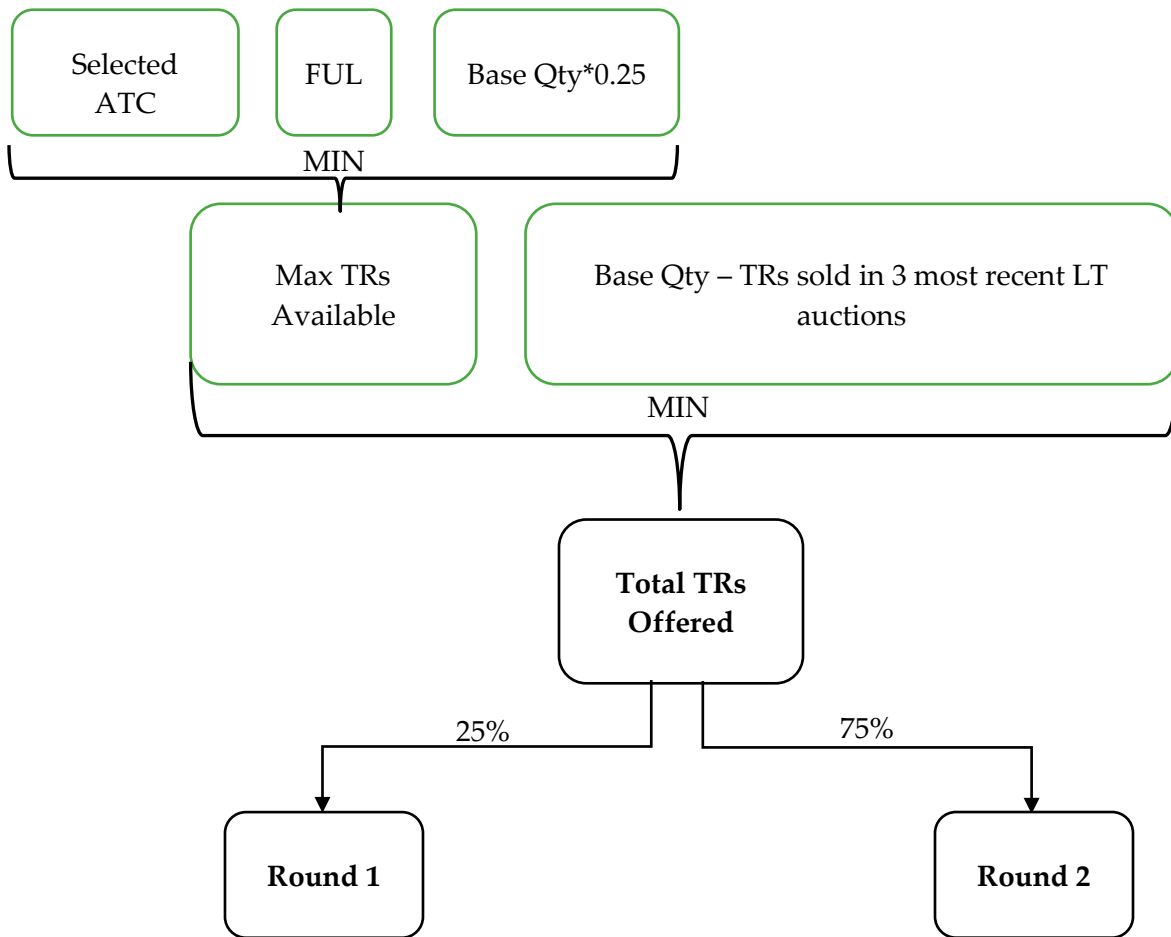 Selected
ATC
FUL
Base Qty*0.25
MIN
Max TRs
Available
Base Qty – TRs sold in 3 most recent LT
auctions
MIN
Total TRs
Offered
25%
75%
Round 1
Round 2